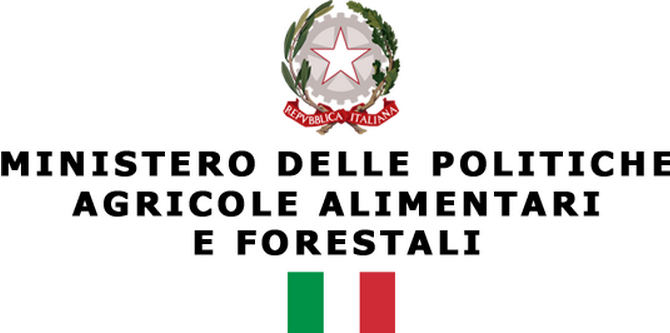 REPVBBLICA ITALIANA
MINISTERO DELLE POLITICHE
AGRICOLE ALIMENTARI
E FORESTALI